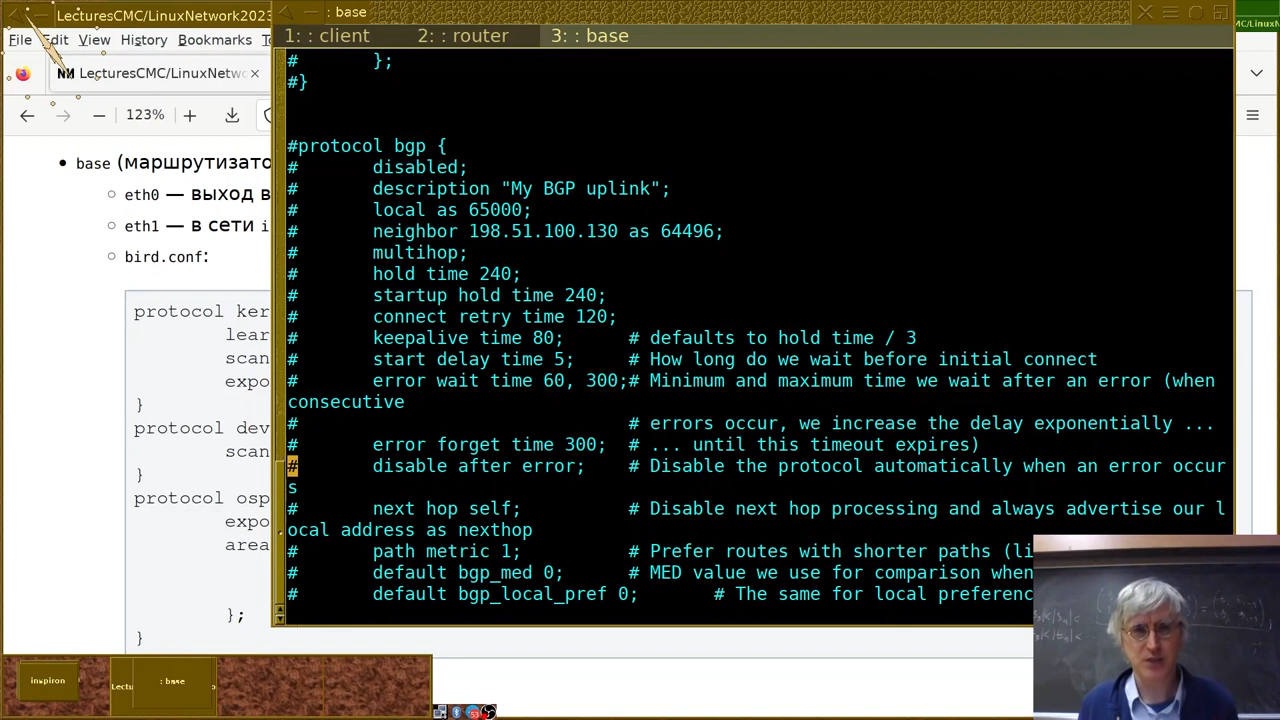 LecturesCMC/LinuxNetwork2023
: base
CMC/LinuxN
File Edit View History Bookmarks
1: : client 2: : router 3: : base
LecturesCMC/LinuxNetwo
123%
base (маршрутизато
eth0 — выход в
eth1 — в сети i
bird.conf:
protocol ker
lear
scan
expo
}
protocol dev
scan
}
protocol osp
expo
area
};
}
# };
#}
#protocol bgp {
# disabled;
# description "My BGP uplink";
# local as 65000;
# neighbor 198.51.100.130 as 64496;
# multihop;
# hold time 240;
# startup hold time 240;
# connect retry time 120;
# keepalive time 80; # defaults to hold time / 3
# start delay time 5; # How long do we wait before initial connect
# error wait time 60, 300;# Minimum and maximum time we wait after an error (when
consecutive
# # errors occur, we increase the delay exponentially ...
# error forget time 300; # ... until this timeout expires)
# disable after error; # Disable the protocol automatically when an error occur
s
# next hop self; # Disable next hop processing and always advertise our l
ocal address as nexthop
# path metric 1; # Prefer routes with shorter paths (li
# default bgp_med 0; # MED value we use for comparison when
# default bgp_local_pref 0; # The same for local preferenc
inspiron
Lectu
: base
53